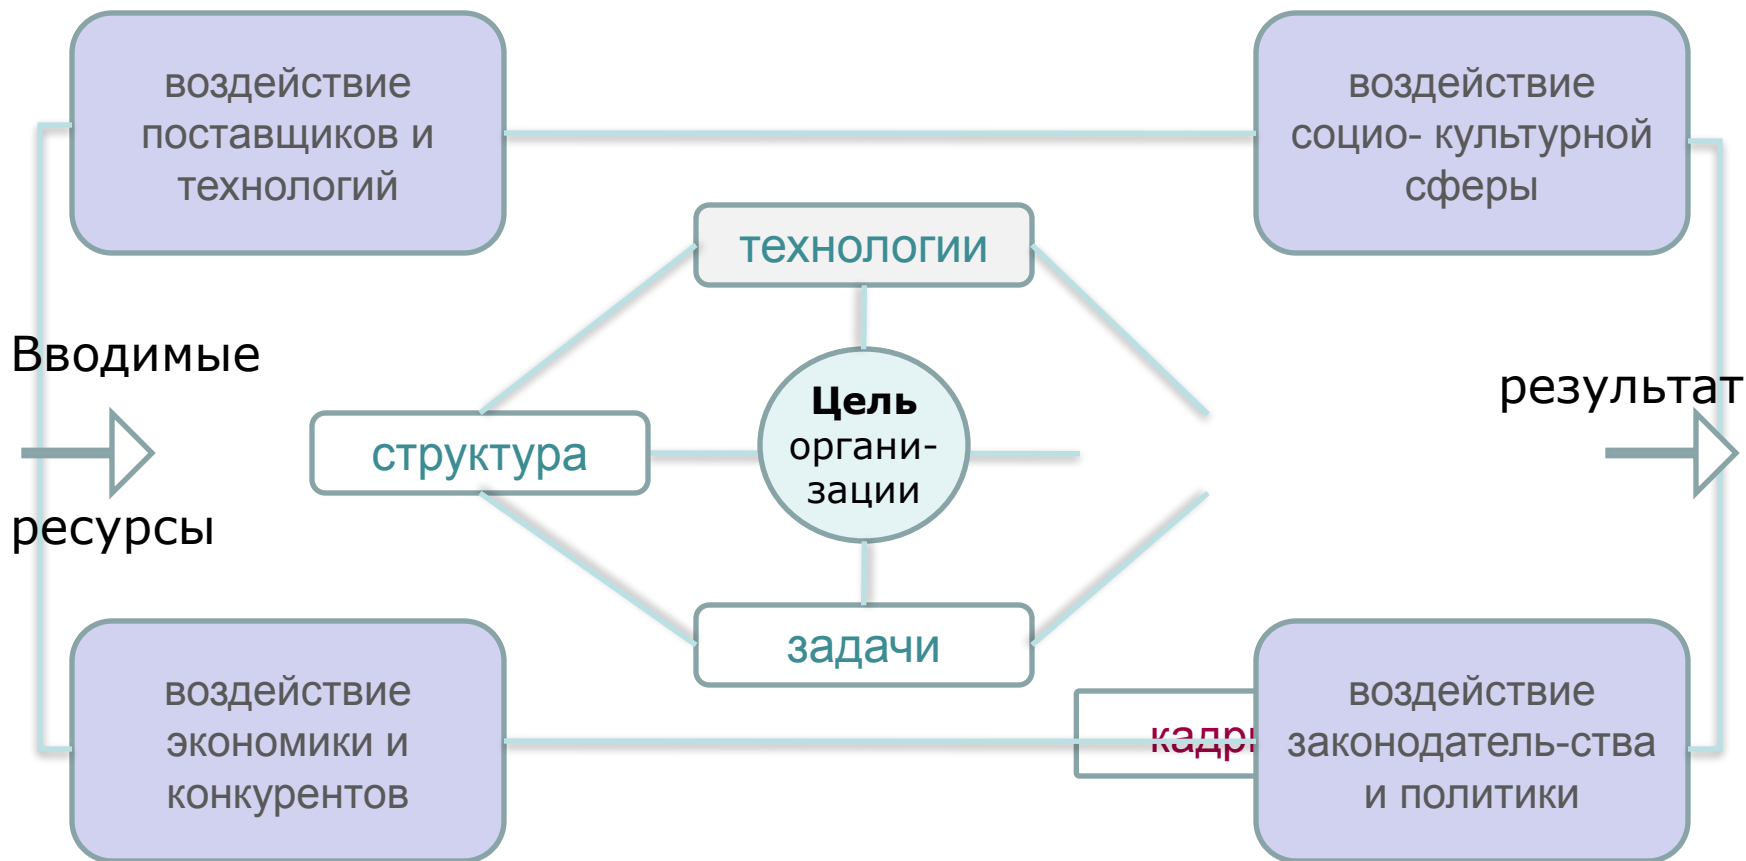 воздействие
поставщиков и
технологий
воздействие
социо- культурной
сферы
технологии
Вводимые
ресурсы
структура
Цель
органи-
зации
результат
задачи
воздействие
экономики и
конкурентов
воздействие
законодатель-ства
и политики